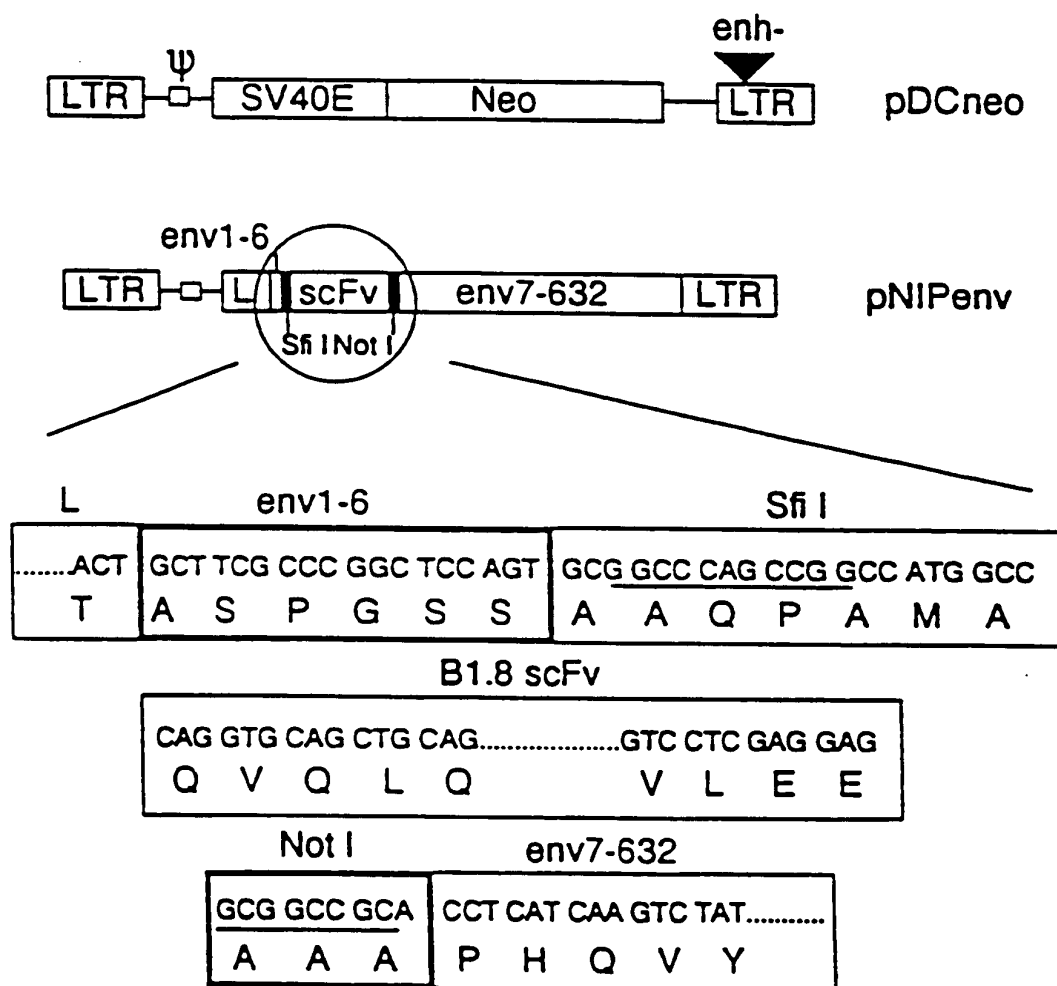 enh-
ψ
LTR SV40E Neo LTR pDCneo
env1-6
LTR L scFv env7-632 LTR pNIPenv
Sfi I Not I
L env1-6 Sfi I
........ACT GCT TCG CCC GGC TCC AGT GCG GCC CAG CCG GCC ATG GCC
T A S P G S S A A Q P A M A
B1.8 scFv
CAG GTG CAG CTG CAG....................GTC CTC GAG GAG
Q V Q L Q V L E E
Not I env7-632
GCG GCC GCA CCT CAT CAA GTC TAT...........
A A A P H Q V Y